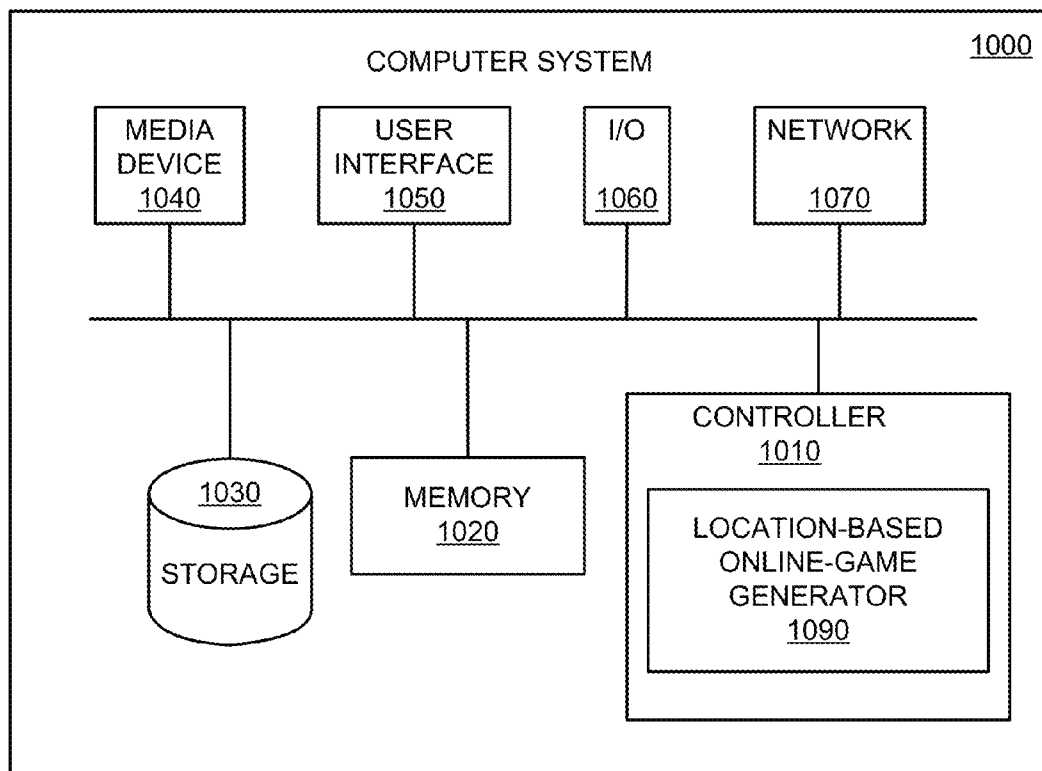 1000
COMPUTER SYSTEM
MEDIA
DEVICE
1040
USER
INTERFACE
1050
I/O
1060
NETWORK
1070
1030
STORAGE
MEMORY
1020
CONTROLLER
1010
LOCATION-BASED
ONLINE-GAME
GENERATOR
1090